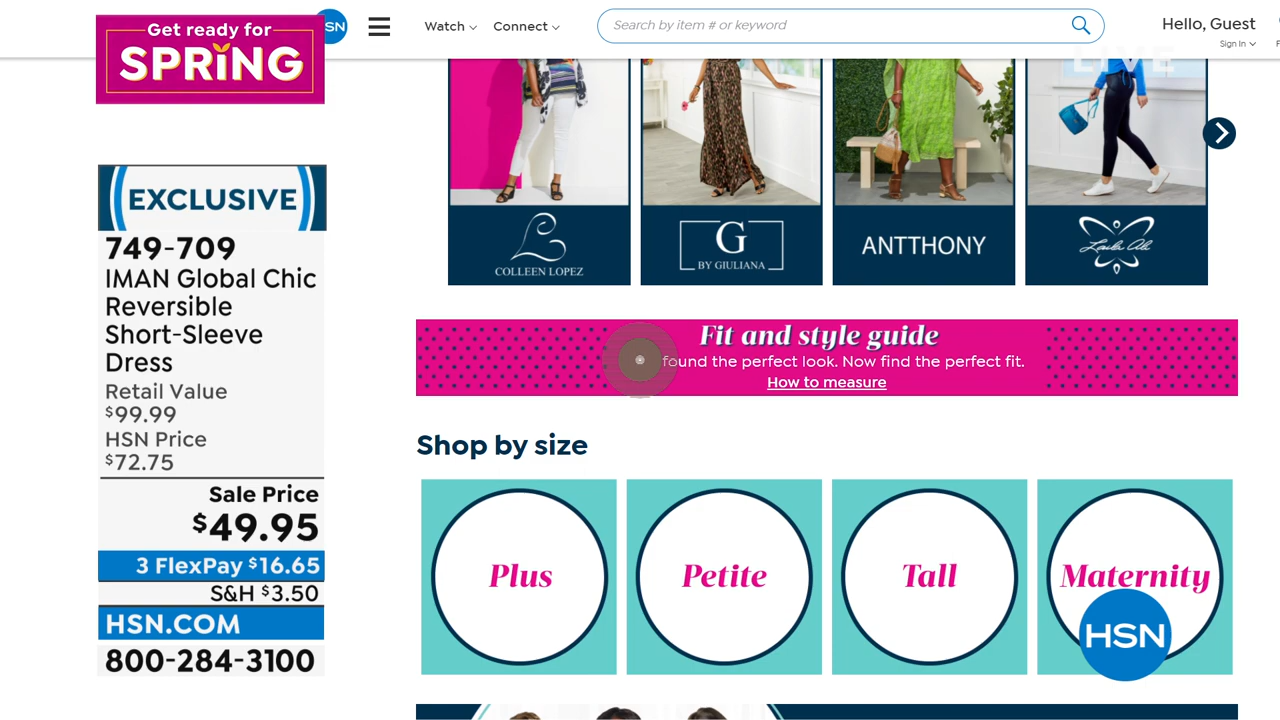 Get ready for
SPRING
SN
Watch
Connect
Search by item # or keyword
Hello, Guest
Sign In
LIVE
EXCLUSIVE
749-709
IMAN Global Chic
Reversible
Short-Sleeve
Dress
Retail Value
$99.99
HSN Price
$72.75
Sale Price
$49.95
3 FlexPay $16.65
S&H $3.50
HSN.COM
800-284-3100
COLLEEN LOPEZ
G
BY GIULIANA
ANTTHONY
Laila Ali
Fit and style guide
found the perfect look. Now find the perfect fit.
How to measure
Shop by size
Plus
Petite
Tall
Maternity
HSN